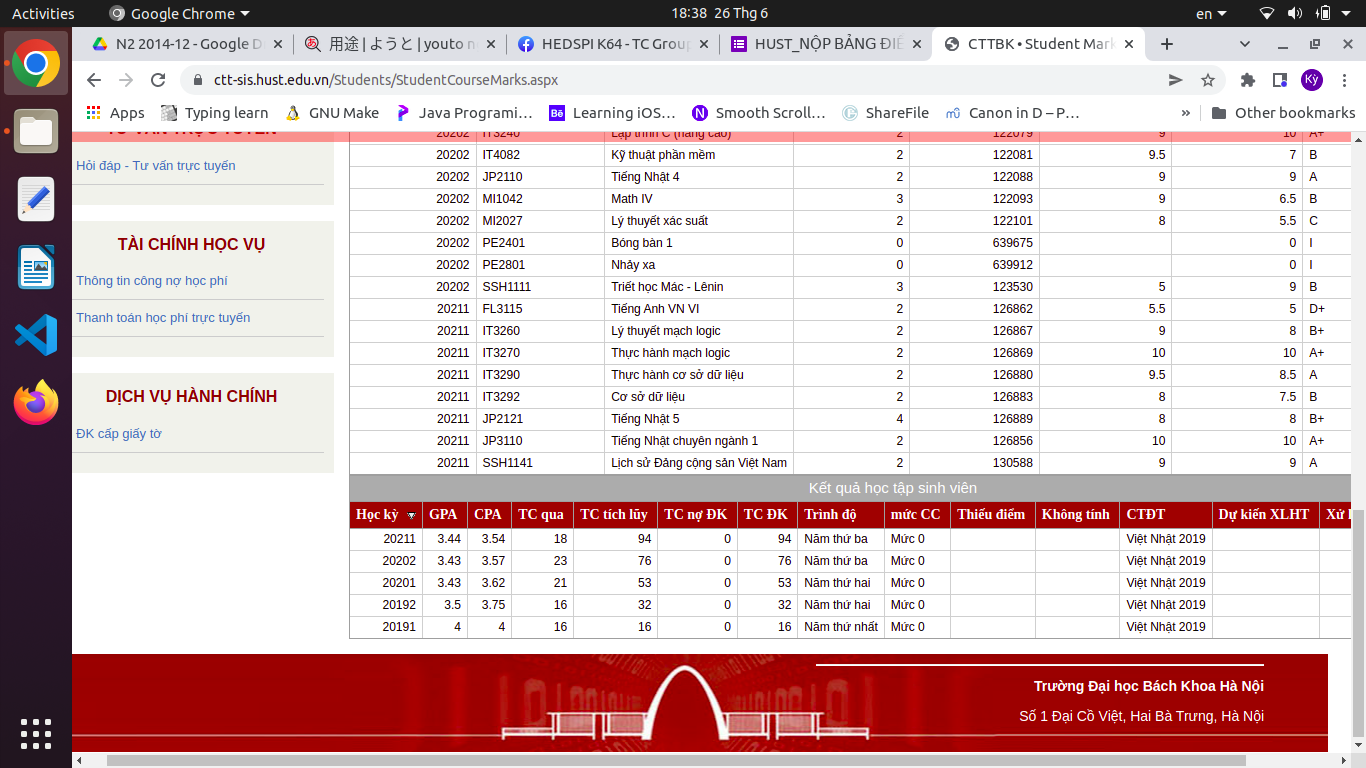 Activities Google Chrome 18:38 26 Thg 6 en
N2 2014-12 - Google D 用途 | ようと | youto n HEDSPI K64 - TC Group HUST_NỘP BẢNG ĐIỂ CTTBK • Student Mark
ctt-sis.hust.edu.vn/Students/StudentCourseMarks.aspx Kỳ
Apps Typing learn GNU Make Java Programi… Learning iOS… Smooth Scroll… ShareFile Canon in D – P… » Other bookmarks
TƯ VẤN TRỰC TUYẾN
Hỏi đáp - Tư vấn trực tuyến
TÀI CHÍNH HỌC VỤ
Thông tin công nợ học phí
Thanh toán học phí trực tuyến
DỊCH VỤ HÀNH CHÍNH
ĐK cấp giấy tờ
20202 IT3240 Lập trình C (nâng cao) 2 122079 9 10 A+
20202 IT4082 Kỹ thuật phần mềm 2 122081 9.5 7 B
20202 JP2110 Tiếng Nhật 4 2 122088 9 9 A
20202 MI1042 Math IV 3 122093 9 6.5 B
20202 MI2027 Lý thuyết xác suất 2 122101 8 5.5 C
20202 PE2401 Bóng bàn 1 0 639675 0 I
20202 PE2801 Nhảy xa 0 639912 0 I
20202 SSH1111 Triết học Mác - Lênin 3 123530 5 9 B
20211 FL3115 Tiếng Anh VN VI 2 126862 5.5 5 D+
20211 IT3260 Lý thuyết mạch logic 2 126867 9 8 B+
20211 IT3270 Thực hành mạch logic 2 126869 10 10 A+
20211 IT3290 Thực hành cơ sở dữ liệu 2 126880 9.5 8.5 A
20211 IT3292 Cơ sở dữ liệu 2 126883 8 7.5 B
20211 JP2121 Tiếng Nhật 5 4 126889 8 8 B+
20211 JP3110 Tiếng Nhật chuyên ngành 1 2 126856 10 10 A+
20211 SSH1141 Lịch sử Đảng cộng sản Việt Nam 2 130588 9 9 A
Kết quả học tập sinh viên
Học kỳ GPA CPA TC qua TC tích lũy TC nợ ĐK TC ĐK Trình độ mức CC Thiếu điểm Không tính CTĐT Dự kiến XLHT Xử l
20211 3.44 3.54 18 94 0 94 Năm thứ ba Mức 0 Việt Nhật 2019
20202 3.43 3.57 23 76 0 76 Năm thứ ba Mức 0 Việt Nhật 2019
20201 3.43 3.62 21 53 0 53 Năm thứ hai Mức 0 Việt Nhật 2019
20192 3.5 3.75 16 32 0 32 Năm thứ hai Mức 0 Việt Nhật 2019
20191 4 4 16 16 0 16 Năm thứ nhất Mức 0 Việt Nhật 2019
Trường Đại học Bách Khoa Hà Nội
Số 1 Đại Cồ Việt, Hai Bà Trưng, Hà Nội